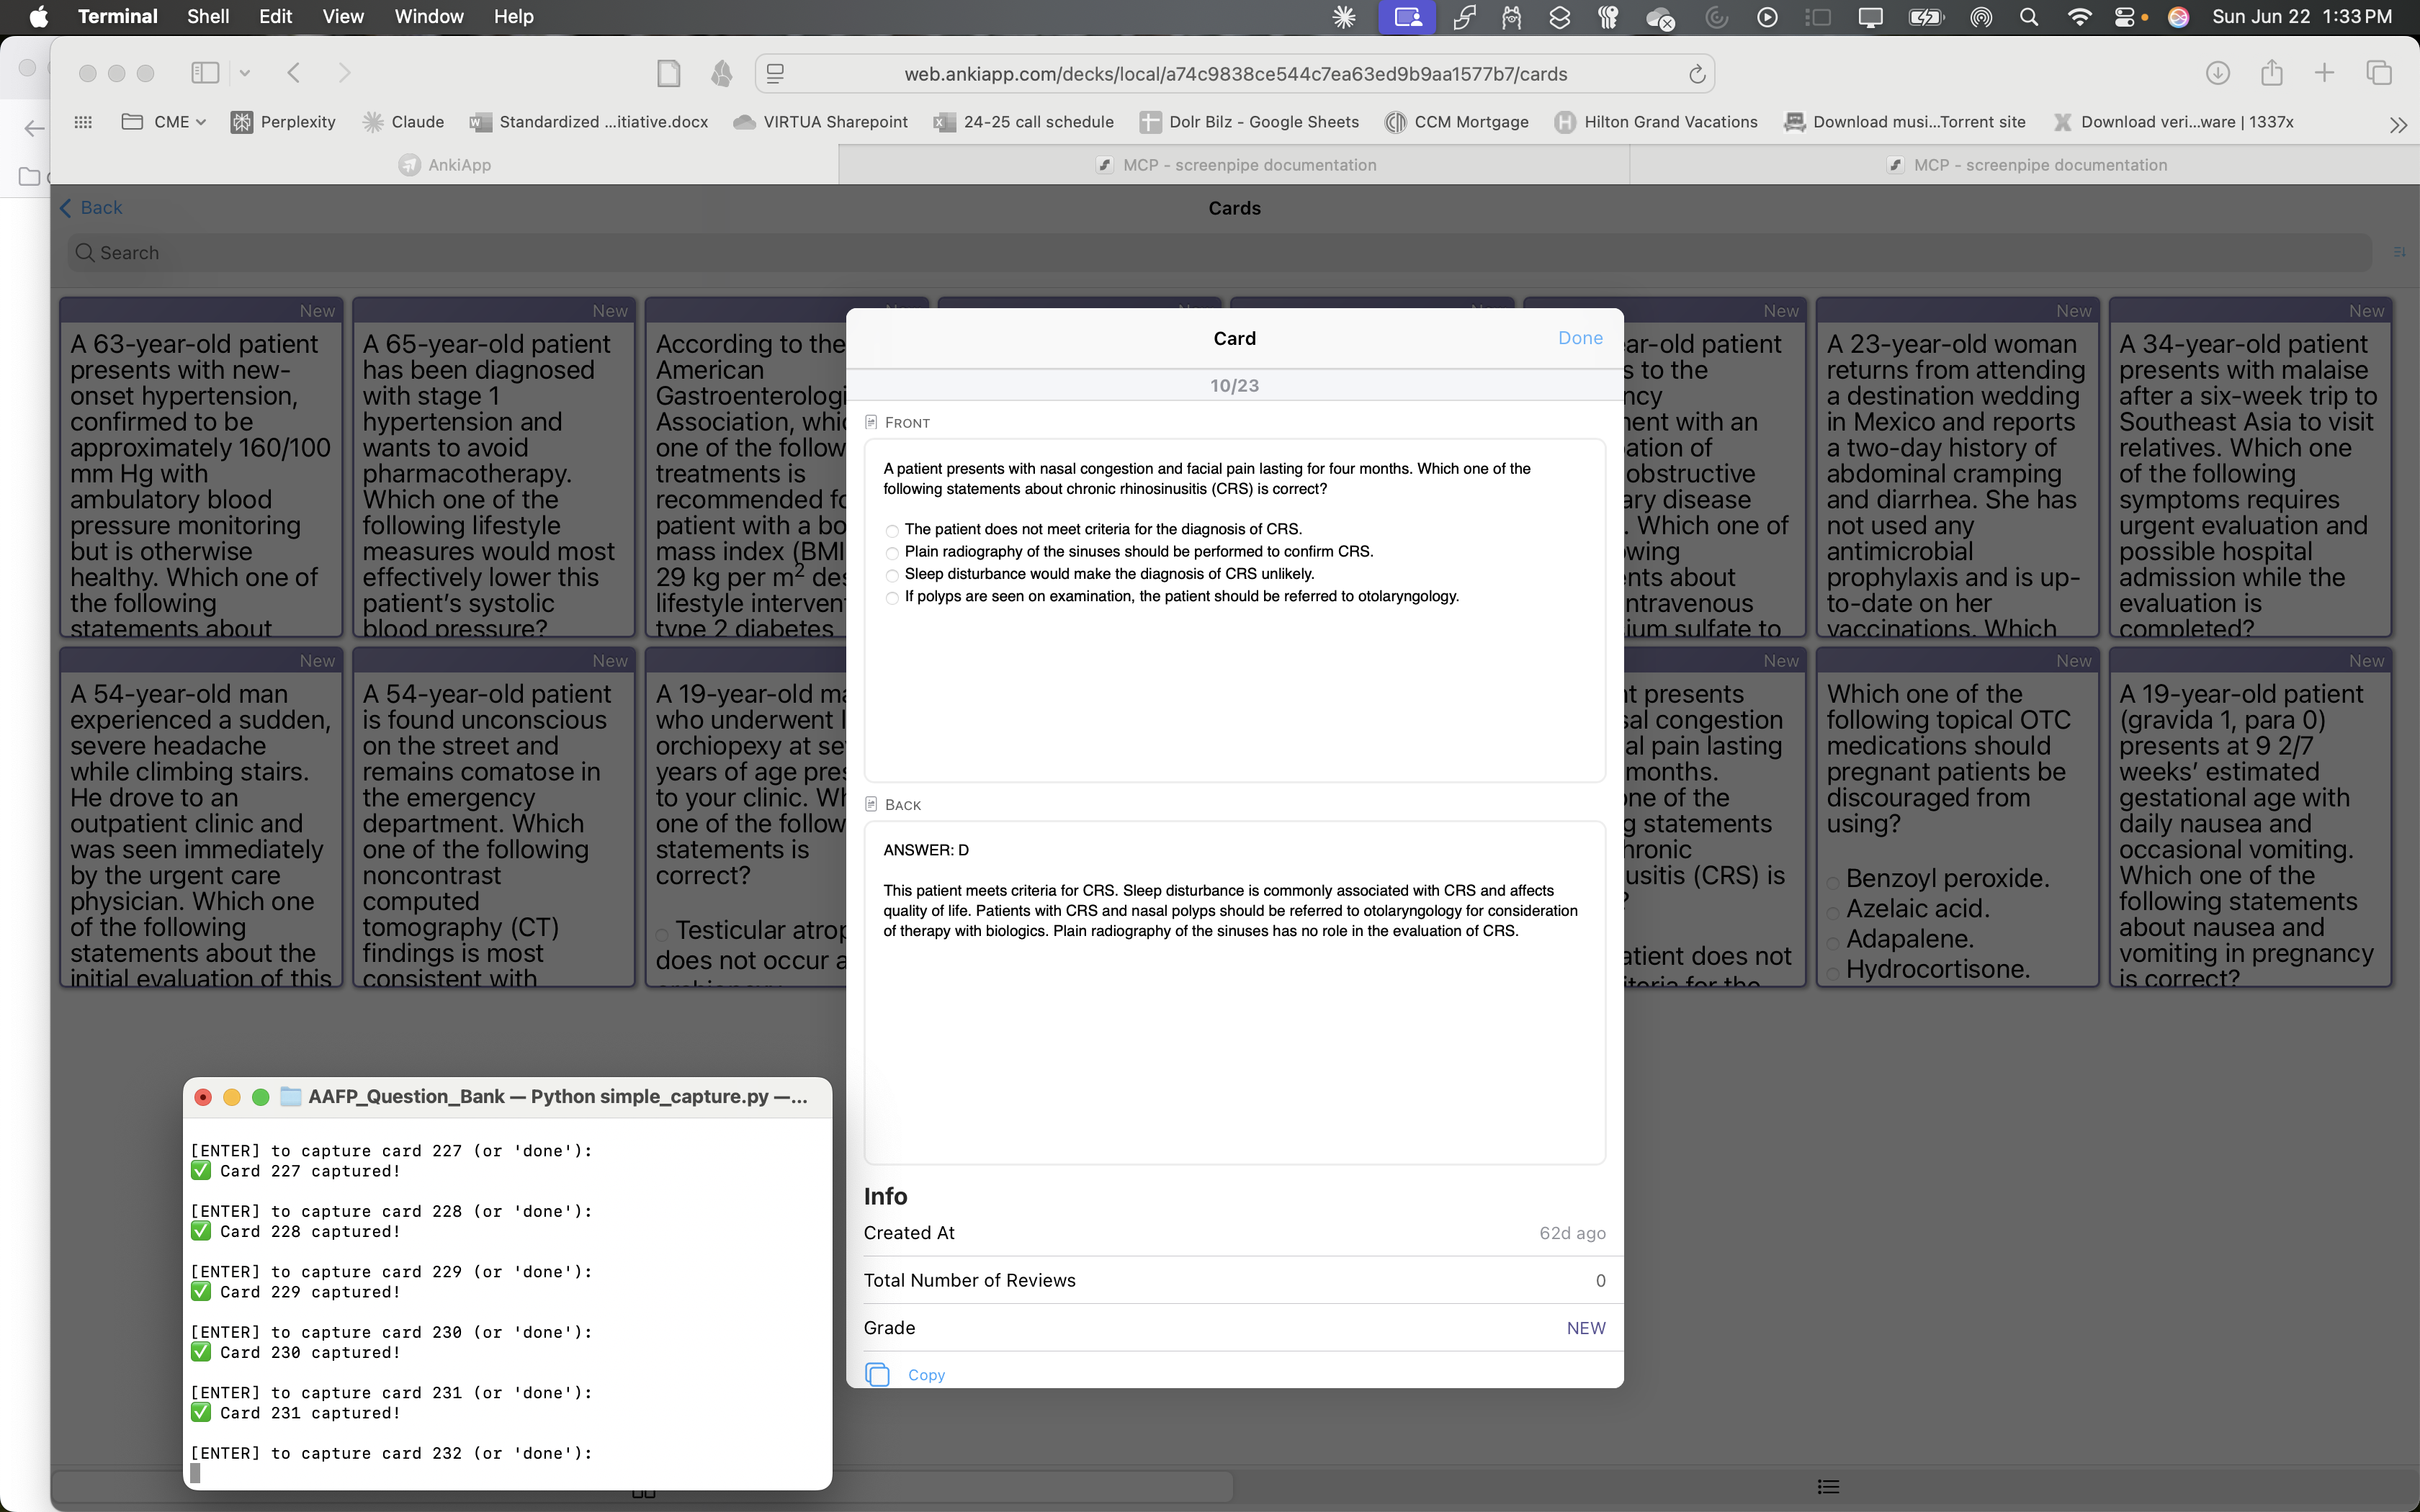 Terminal Shell Edit View Window Help Sun Jun 22 1:33 PM
web.ankiapp.com/decks/local/a74c9838ce544c7ea63ed9b9aa1577b7/cards
CME Perplexity Claude Standardized ...itiative.docx VIRTUA Sharepoint 24-25 call schedule Dolr Bilz - Google Sheets CCM Mortgage Hilton Grand Vacations Download musi...Torrent site Download veri...ware | 1337x
AnkiApp MCP - screenpipe documentation MCP - screenpipe documentation
Back
Cards
Search
New
A 63-year-old patient
presents with new-
onset hypertension,
confirmed to be
approximately 160/100
mm Hg with
ambulatory blood
pressure monitoring
but is otherwise
healthy. Which one of
the following
statements about
New
A 65-year-old patient
has been diagnosed
with stage 1
hypertension and
wants to avoid
pharmacotherapy.
Which one of the
following lifestyle
measures would most
effectively lower this
patient's systolic
blood pressure?
According to the
American
Gastroenterologi
Association, whic
one of the follow
treatments is
recommended fo
patient with a bo
mass index (BMI
29 kg per m2 des
lifestyle interven
type 2 diabetes
New
ar-old patient
s to the
ncy
nent with an
ation of
obstructive
ary disease
. Which one of
owing
nts about
ntravenous
ium sulfate to
New
A 23-year-old woman
returns from attending
a destination wedding
in Mexico and reports
a two-day history of
abdominal cramping
and diarrhea. She has
not used any
antimicrobial
prophylaxis and is up-
to-date on her
vaccinations. Which
New
A 34-year-old patient
presents with malaise
after a six-week trip to
Southeast Asia to visit
relatives. Which one
of the following
symptoms requires
urgent evaluation and
possible hospital
admission while the
evaluation is
completed?
New
A 54-year-old man
experienced a sudden,
severe headache
while climbing stairs.
He drove to an
outpatient clinic and
was seen immediately
by the urgent care
physician. Which one
of the following
statements about the
initial evaluation of this
New
A 54-year-old patient
is found unconscious
on the street and
remains comatose in
the emergency
department. Which
one of the following
noncontrast
computed
tomography (CT)
findings is most
consistent with
A 19-year-old ma
who underwent l
orchiopexy at se
years of age pres
to your clinic. Wh
one of the follow
statements is
correct?
Testicular atrop
does not occur a
New
t presents
sal congestion
al pain lasting
months.
one of the
g statements
hronic
usitis (CRS) is
?
atient does not
iteria for the
New
Which one of the
following topical OTC
medications should
pregnant patients be
discouraged from
using?
Benzoyl peroxide.
Azelaic acid.
Adapalene.
Hydrocortisone.
New
A 19-year-old patient
(gravida 1, para 0)
presents at 9 2/7
weeks' estimated
gestational age with
daily nausea and
occasional vomiting.
Which one of the
following statements
about nausea and
vomiting in pregnancy
is correct?
Card
Done
10/23
FRONT
A patient presents with nasal congestion and facial pain lasting for four months. Which one of the
following statements about chronic rhinosinusitis (CRS) is correct?
The patient does not meet criteria for the diagnosis of CRS.
Plain radiography of the sinuses should be performed to confirm CRS.
Sleep disturbance would make the diagnosis of CRS unlikely.
If polyps are seen on examination, the patient should be referred to otolaryngology.
BACK
ANSWER: D
This patient meets criteria for CRS. Sleep disturbance is commonly associated with CRS and affects
quality of life. Patients with CRS and nasal polyps should be referred to otolaryngology for consideration
of therapy with biologics. Plain radiography of the sinuses has no role in the evaluation of CRS.
Info
Created At 62d ago
Total Number of Reviews 0
Grade NEW
Copy
AAFP_Question_Bank — Python simple_capture.py —...
[ENTER] to capture card 227 (or 'done'):
✅ Card 227 captured!
[ENTER] to capture card 228 (or 'done'):
✅ Card 228 captured!
[ENTER] to capture card 229 (or 'done'):
✅ Card 229 captured!
[ENTER] to capture card 230 (or 'done'):
✅ Card 230 captured!
[ENTER] to capture card 231 (or 'done'):
✅ Card 231 captured!
[ENTER] to capture card 232 (or 'done'):